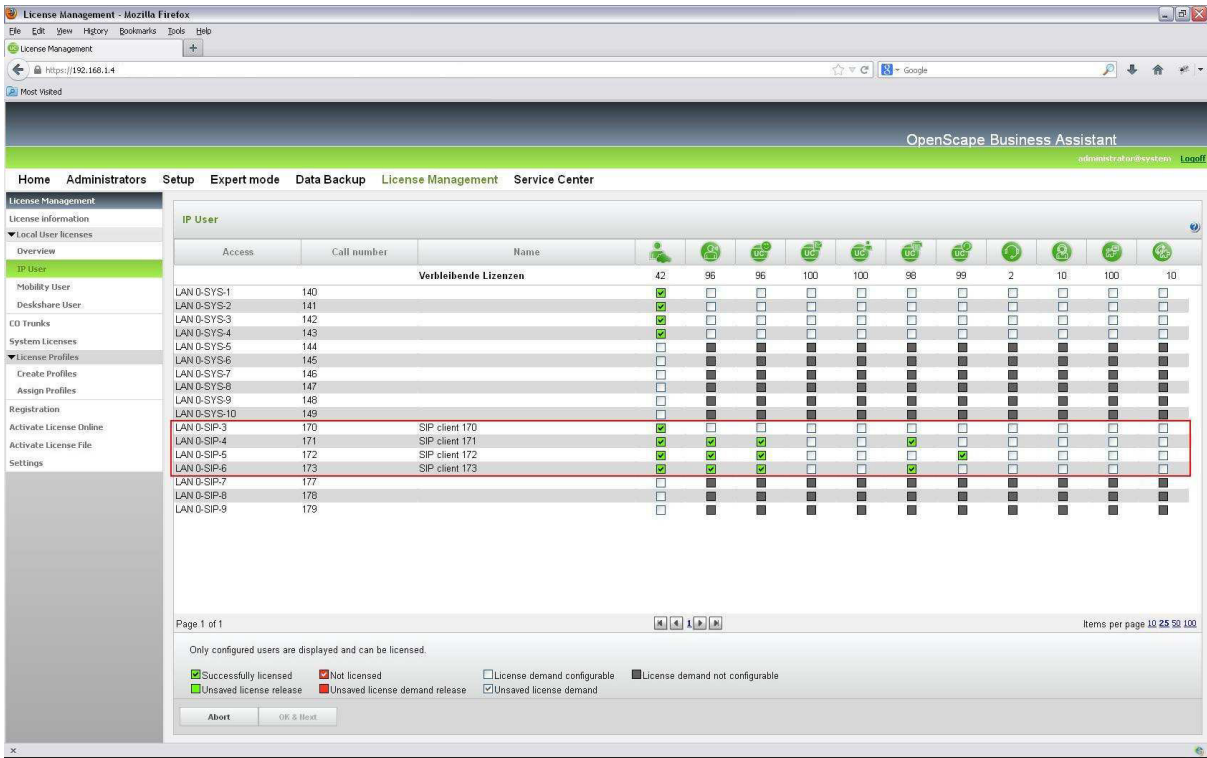 License Management - Mozilla Firefox
File Edit View History Bookmarks Tools Help
License Management
https://192.168.1.4
Google
Most Visited
OpenScape Business Assistant
administrator@system Logoff
Home Administrators Setup Expert mode Data Backup License Management Service Center
License Management
License information
Local User licenses
Overview
IP User
Mobility User
Deskshare User
CO Trunks
System Licenses
License Profiles
Create Profiles
Assign Profiles
Registration
Activate License Online
Activate License File
Settings
IP User
Access Call number Name
UC UC UC UC UC
Verbleibende Lizenzen 42 96 96 100 100 98 99 2 10 100 10
LAN 0-SYS-1 140
LAN 0-SYS-2 141
LAN 0-SYS-3 142
LAN 0-SYS-4 143
LAN 0-SYS-5 144
LAN 0-SYS-6 145
LAN 0-SYS-7 146
LAN 0-SYS-8 147
LAN 0-SYS-9 148
LAN 0-SYS-10 149
LAN 0-SIP-3 170 SIP client 170
LAN 0-SIP-4 171 SIP client 171
LAN 0-SIP-5 172 SIP client 172
LAN 0-SIP-6 173 SIP client 173
LAN 0-SIP-7 177
LAN 0-SIP-8 178
LAN 0-SIP-9 179
Page 1 of 1 1 Items per page 10 25 50 100
Only configured users are displayed and can be licensed.
Successfully licensed Not licensed License demand configurable License demand not configurable
Unsaved license release Unsaved license demand release Unsaved license demand
Abort OK & Next